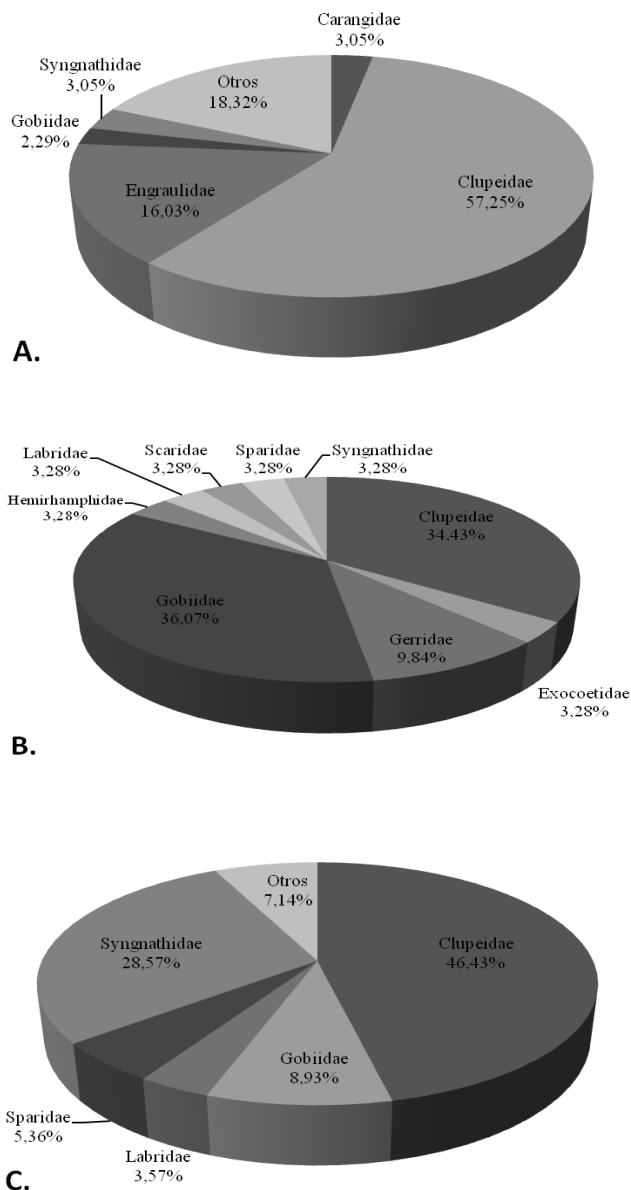 Carangidae
3,05%
Syngnathidae
3,05%
Otros
18,32%
Gobiidae
2,29%
Engraulidae
16,03%
Clupeidae
57,25%
A.
Labridae
3,28%
Scaridae
3,28%
Sparidae
3,28%
Syngnathidae
3,28%
Hemirhamphidae
3,28%
Clupeidae
34,43%
Gobiidae
36,07%
Gerridae
9,84%
Exocoetidae
3,28%
B.
Otros
7,14%
Syngnathidae
28,57%
Clupeidae
46,43%
Gobiidae
8,93%
Sparidae
5,36%
Labridae
3,57%
C.